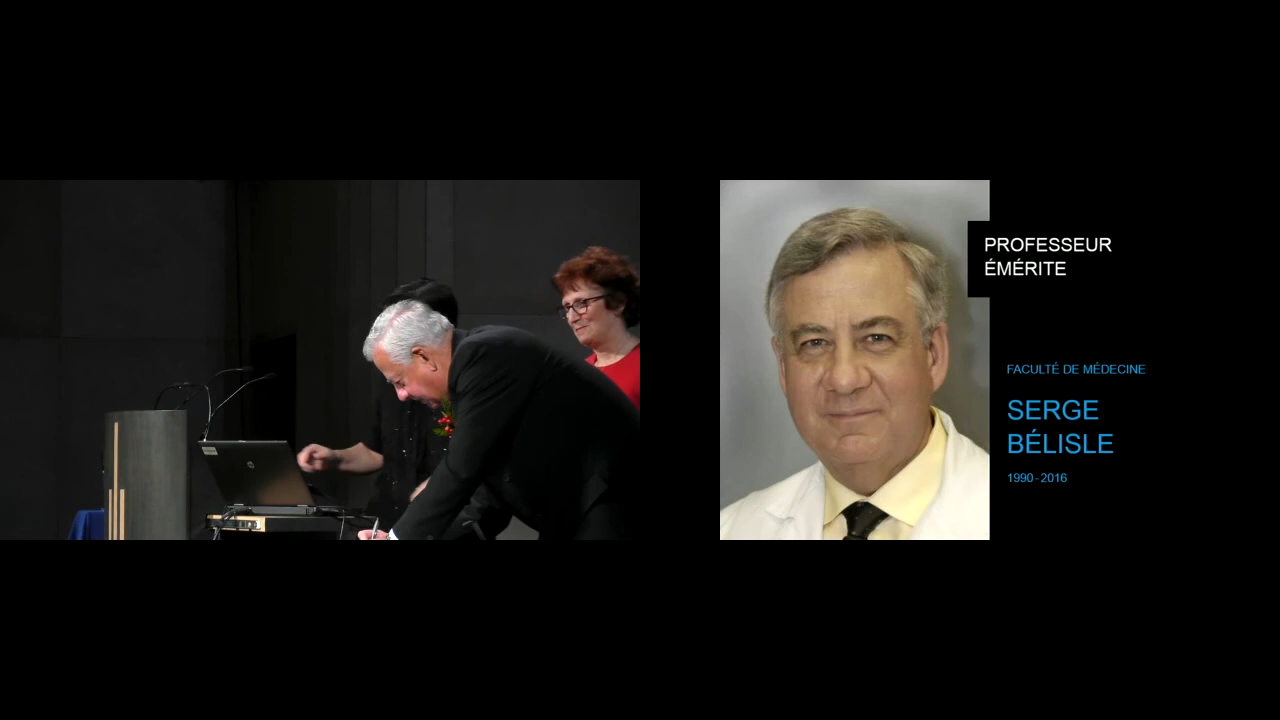 PROFESSEUR
ÉMÉRITE
FACULTÉ DE MÉDECINE
SERGE
BÉLISLE
1990-2016